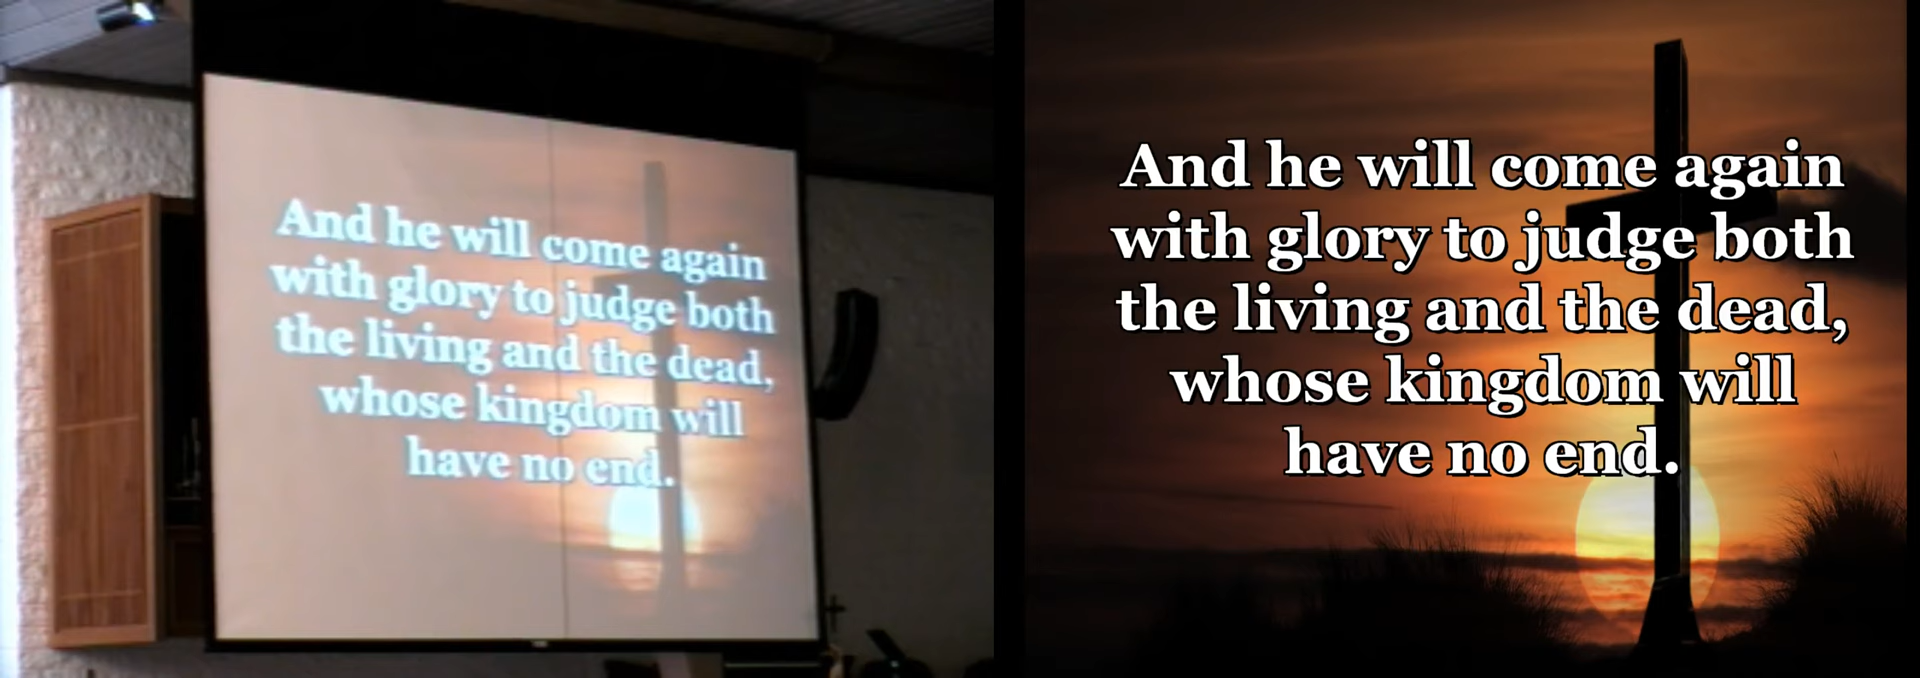 And he will come again
with glory to judge both
the living and the dead,
whose kingdom will
have no end.
And he will come again
with glory to judge both
the living and the dead,
whose kingdom will
have no end.